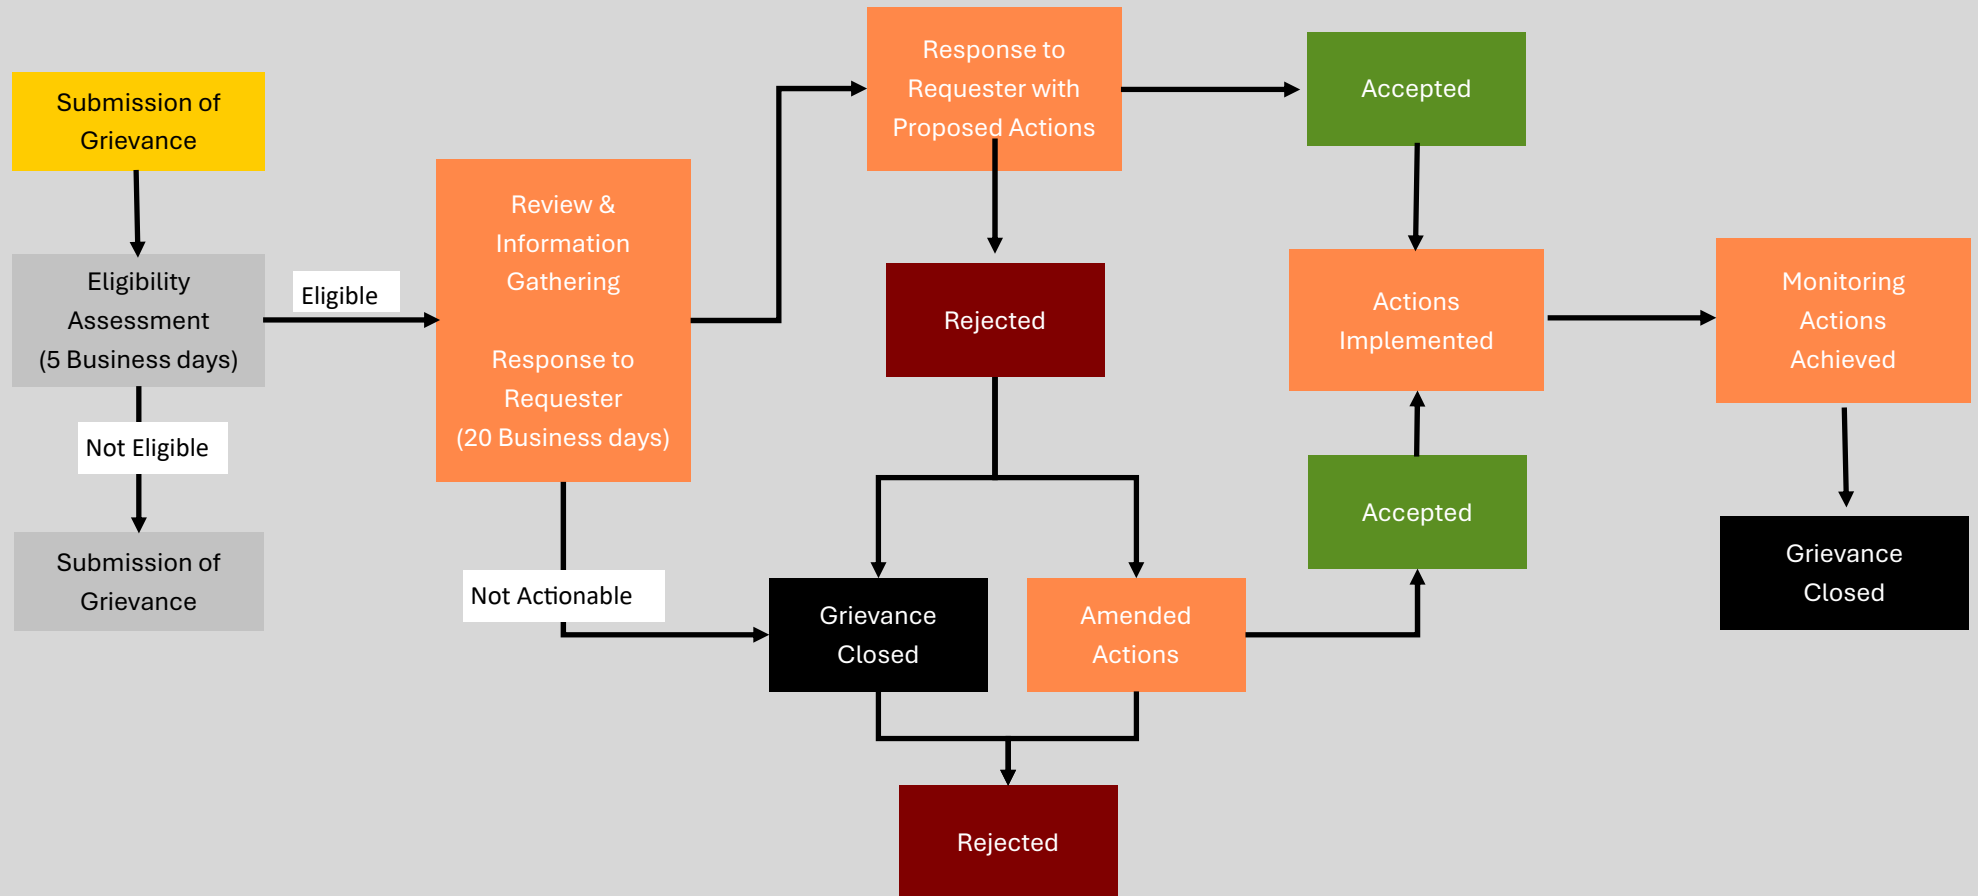 Submission of
Grievance
Eligibility
Assessment
(5 Business days)
Not Eligible
Submission of
Grievance
Eligible
Review &
Information
Gathering
Response to
Requester
(20 Business days)
Not Actionable
Response to
Requester with
Proposed Actions
Rejected
Grievance
Closed
Amended
Actions
Rejected
Accepted
Actions
Implemented
Accepted
Monitoring
Actions
Achieved
Grievance
Closed